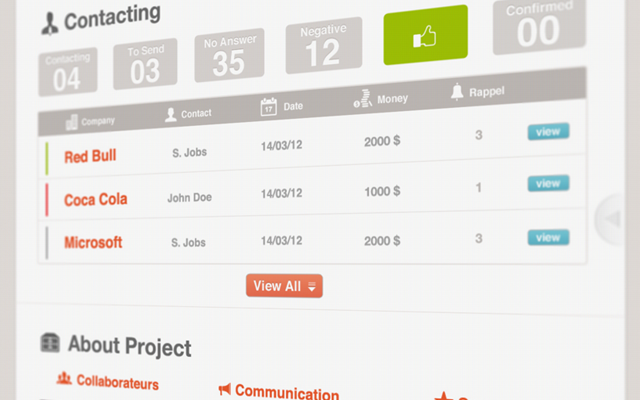 Contacting
Contacting
04
To Send
03
No Answer
35
Negative
12
Confirmed
00
Company
Contact
17
Date
Money
Rappel
Red Bull
S. Jobs
14/03/12
2000 $
3
view
Coca Cola
John Doe
14/03/12
1000 $
1
view
Microsoft
S. Jobs
14/03/12
2000 $
3
view
View All
About Project
Collaborateurs
Communication